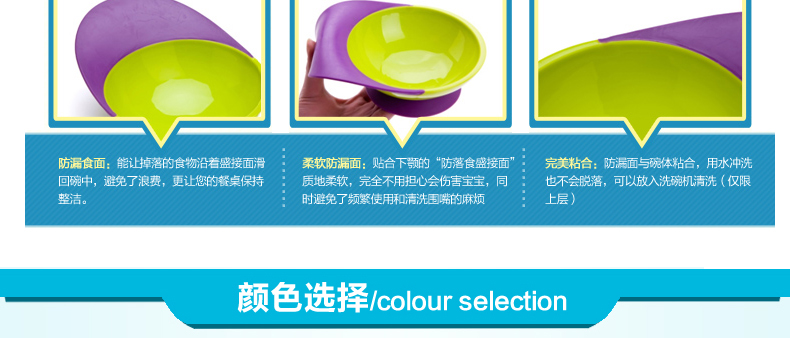 防漏食面：能让掉落的食物沿着盛接面滑
回碗中，避免了浪费，更让您的餐桌保持
整洁。
柔软防漏面：贴合下颚的“防落食盛接面”
质地柔软，完全不用担心会伤害宝宝，同
时避免了频繁使用和清洗围嘴的麻烦
完美粘合：防漏面与碗体粘合，用水冲洗
也不会脱落，可以放入洗碗机清洗（仅限
上层）
颜色选择/colour selection